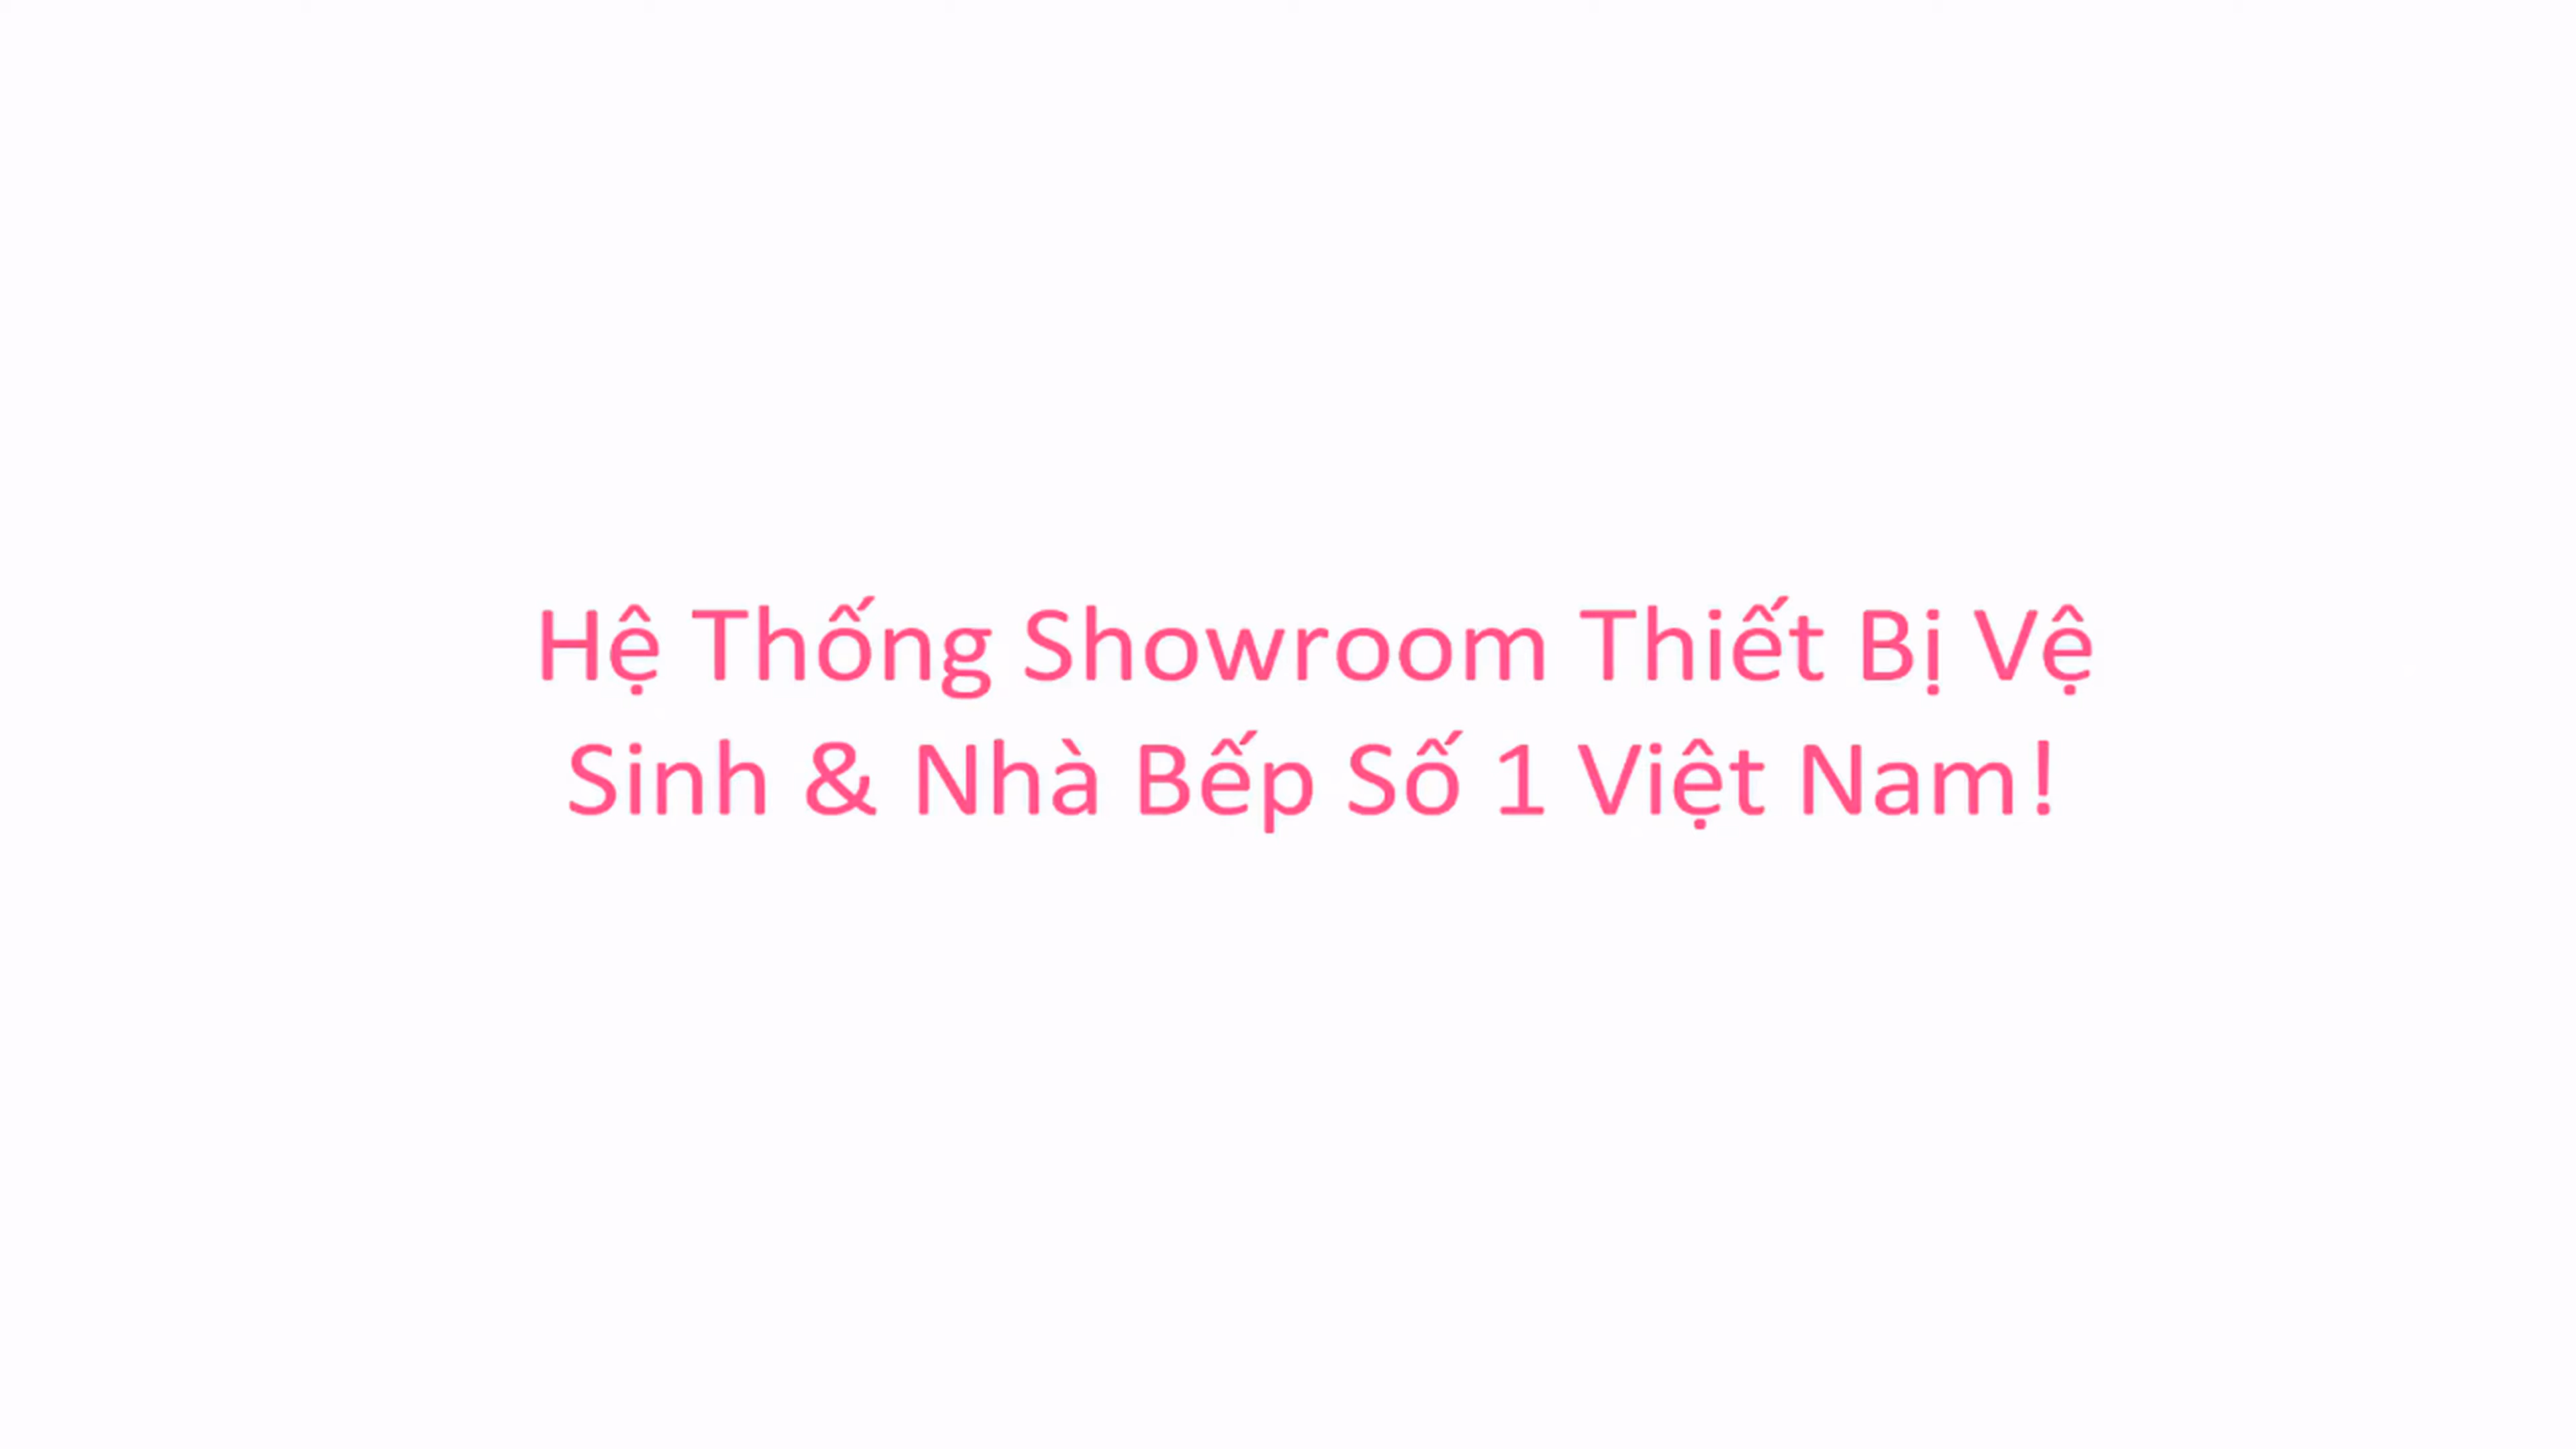 Hệ Thống Showroom Thiết Bị Vệ
Sinh & Nhà Bếp Số 1 Việt Nam!